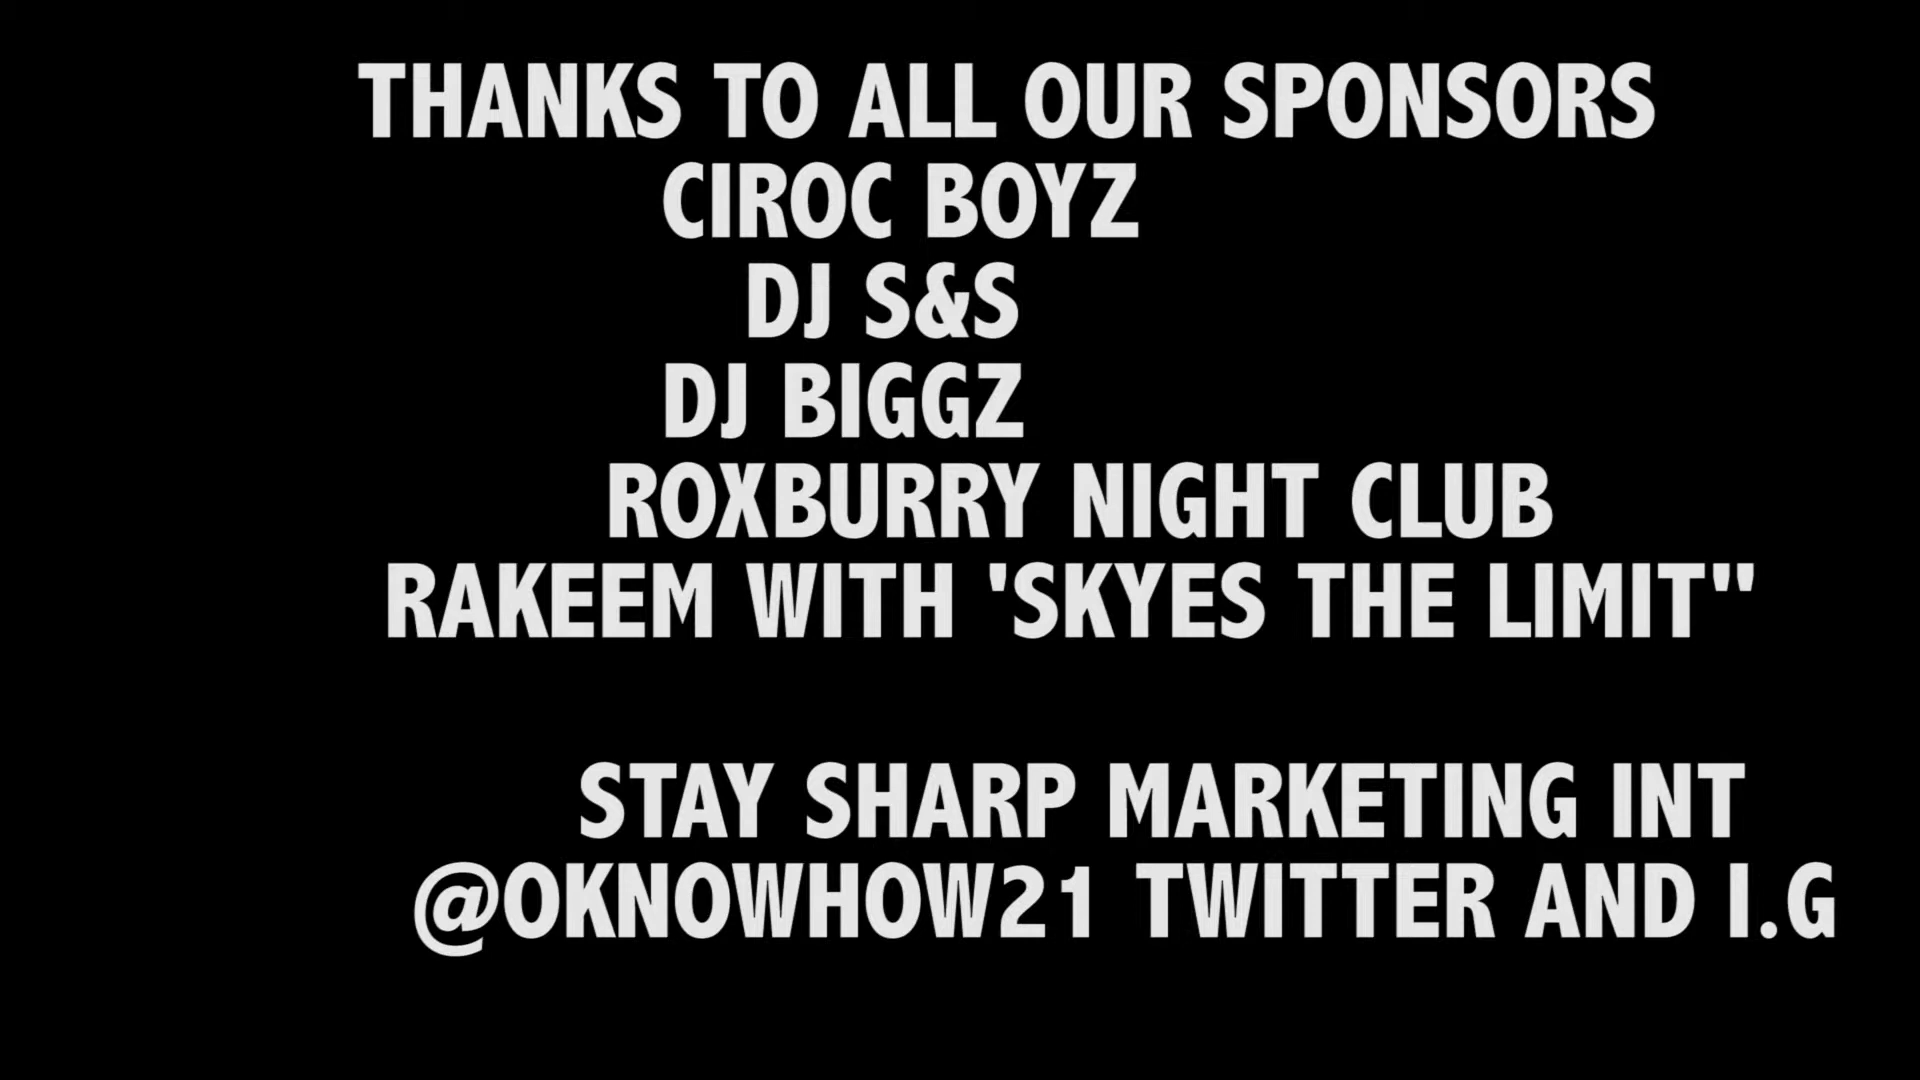 THANKS TO ALL OUR SPONSORS
CIROC BOYZ
DJ S&S
DJ BIGGZ
ROXBURRY NIGHT CLUB
RAKEEM WITH 'SKYES THE LIMIT"
STAY SHARP MARKETING INT
@OKNOWHOW21 TWITTER AND I.G